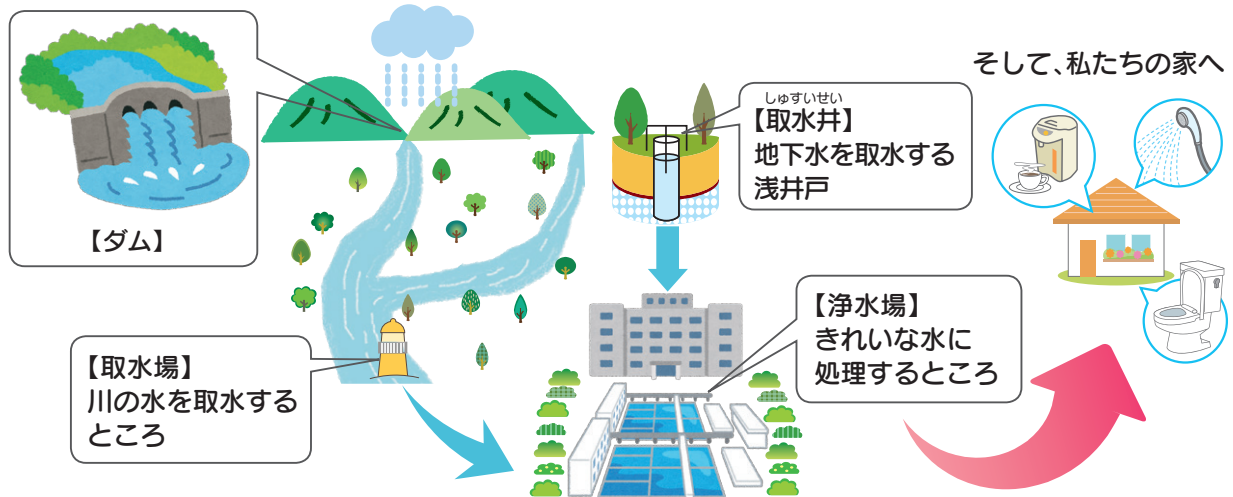 【ダム】
【取水場】
川の水を取水する
ところ
しゅすいせい
【取水井】
地下水を取水する
浅井戸
【浄水場】
きれいな水に
処理するところ
そして、私たちの家へ